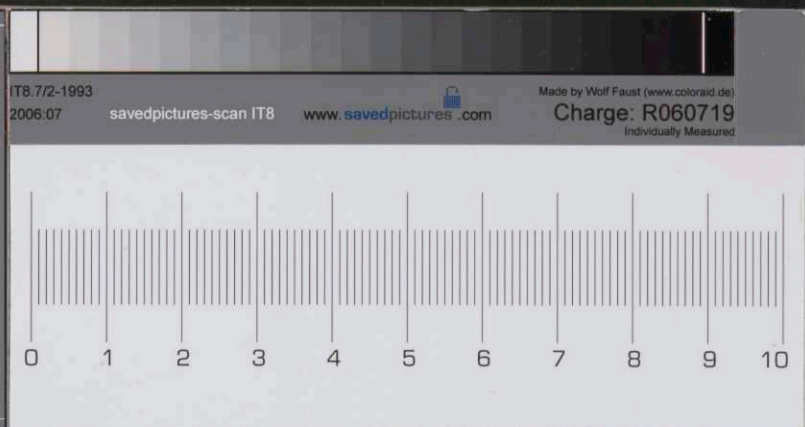 IT8.7/2-1993
2006:07
savedpictures-scan IT8
www.savedpictures.com
Made by Wolf Faust (www.coloraid.de)
Charge: R060719
Individually Measured
0 1 2 3 4 5 6 7 8 9 10